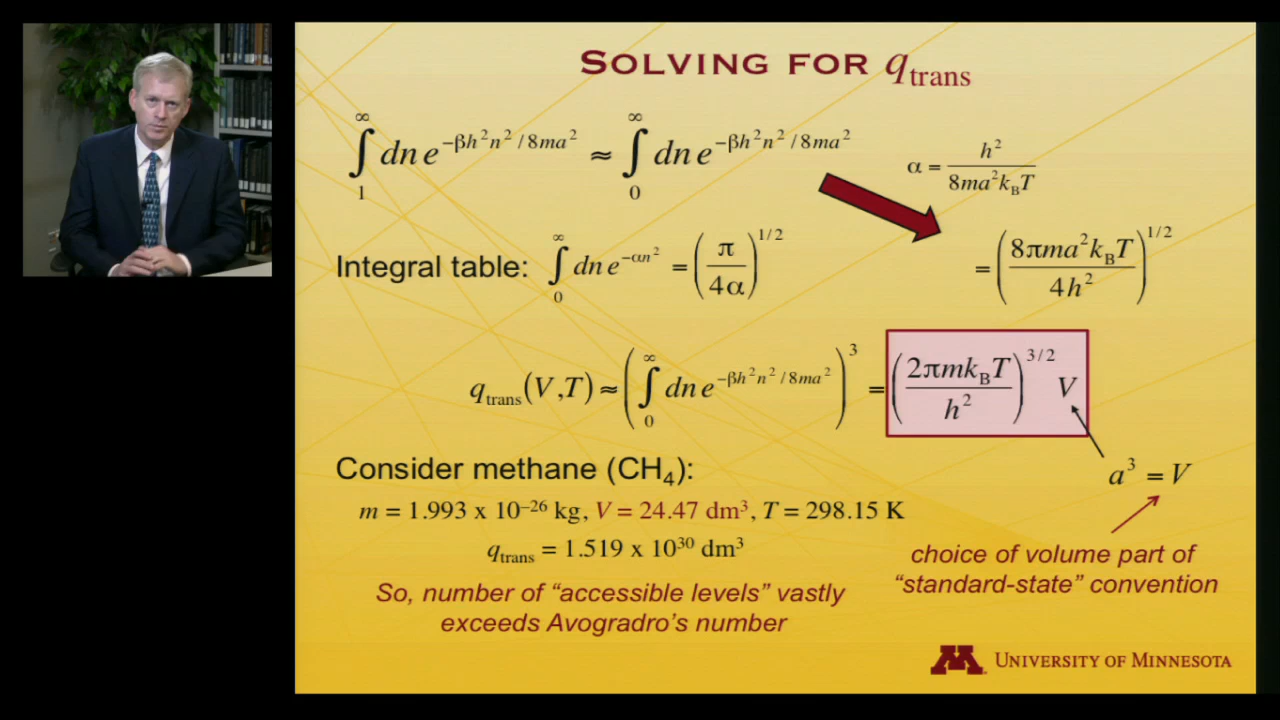 SOLVING FOR q_trans
∫₁^∞ dn e^(−βh²n²/8ma²) ≈ ∫₀^∞ dn e^(−βh²n²/8ma²)
α = h² / 8ma²k_BT
Integral table: ∫₀^∞ dn e^(−αn²) = (π / 4α)^(1/2)
= (8πma²k_BT / 4h²)^(1/2)
q_trans(V,T) ≈ (∫₀^∞ dn e^(−βh²n²/8ma²))³ = (2πmk_BT / h²)^(3/2) V
Consider methane (CH₄):
a³ = V
m = 1.993 x 10⁻²⁶ kg, V = 24.47 dm³, T = 298.15 K
q_trans = 1.519 x 10³⁰ dm³
choice of volume part of
"standard-state" convention
So, number of "accessible levels" vastly
exceeds Avogradro's number
M UNIVERSITY OF MINNESOTA